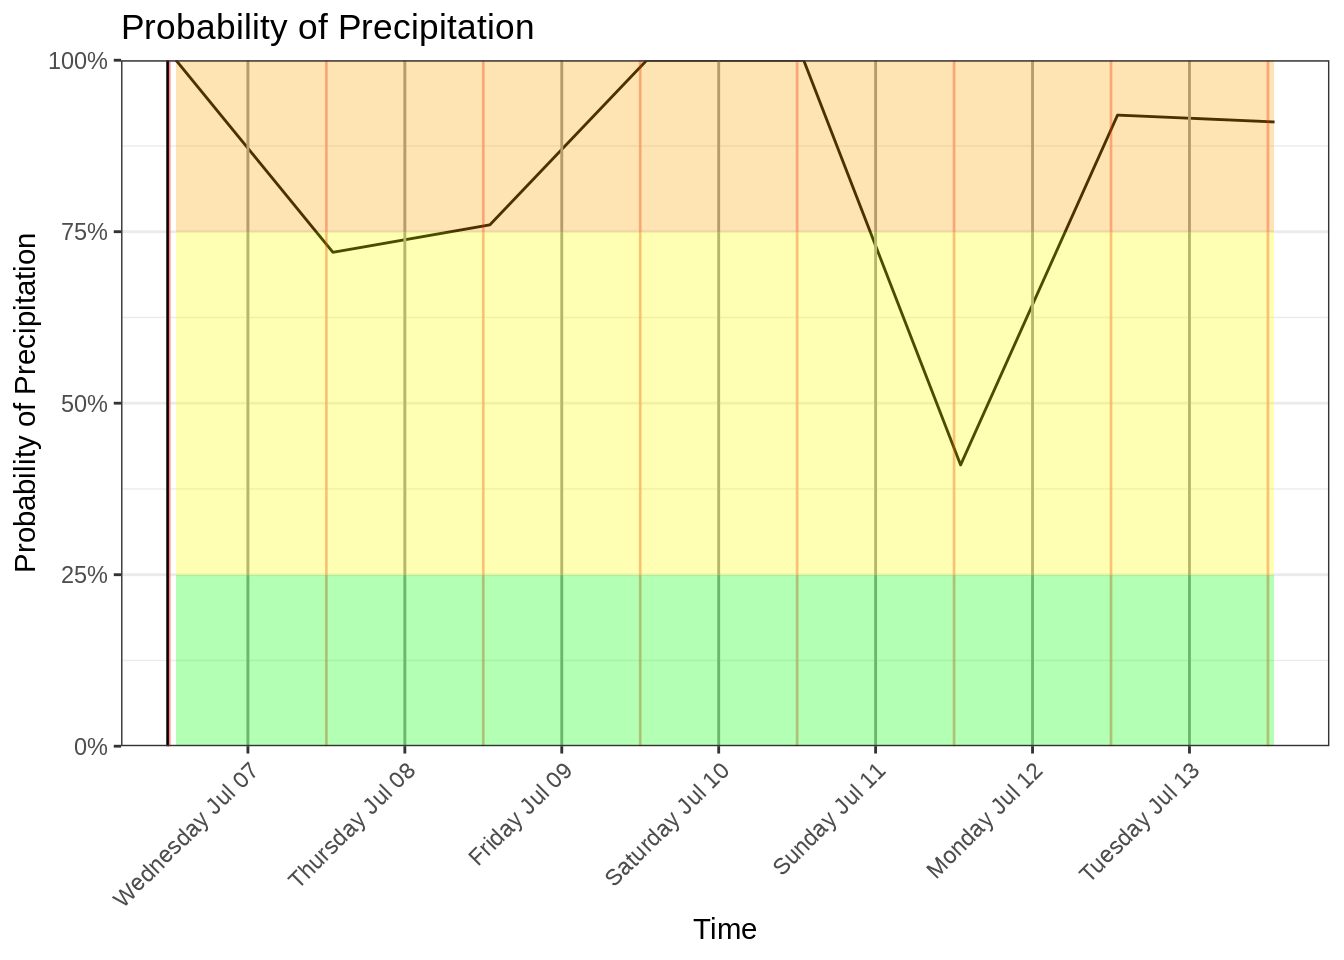 Probability of Precipitation
100%
75%
50%
25%
0%
Probability of Precipitation
Wednesday Jul 07
Thursday Jul 08
Friday Jul 09
Saturday Jul 10
Sunday Jul 11
Monday Jul 12
Tuesday Jul 13
Time